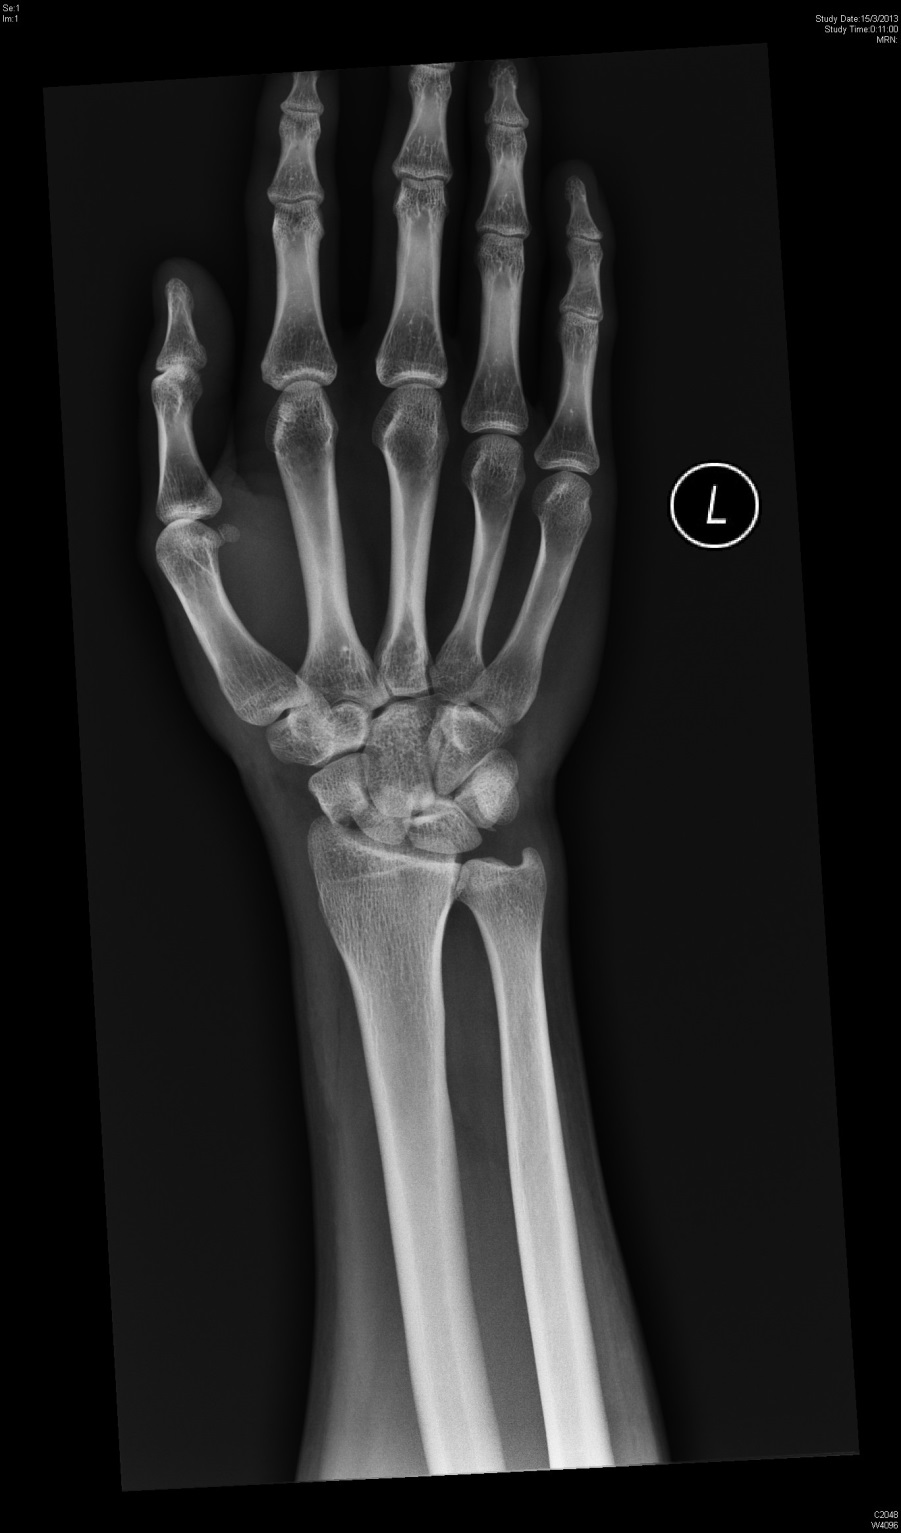 Se:1
Im:1
Study Date:15/3/2013
Study Time:0:11:00
MRN:
L
C2048
W4096